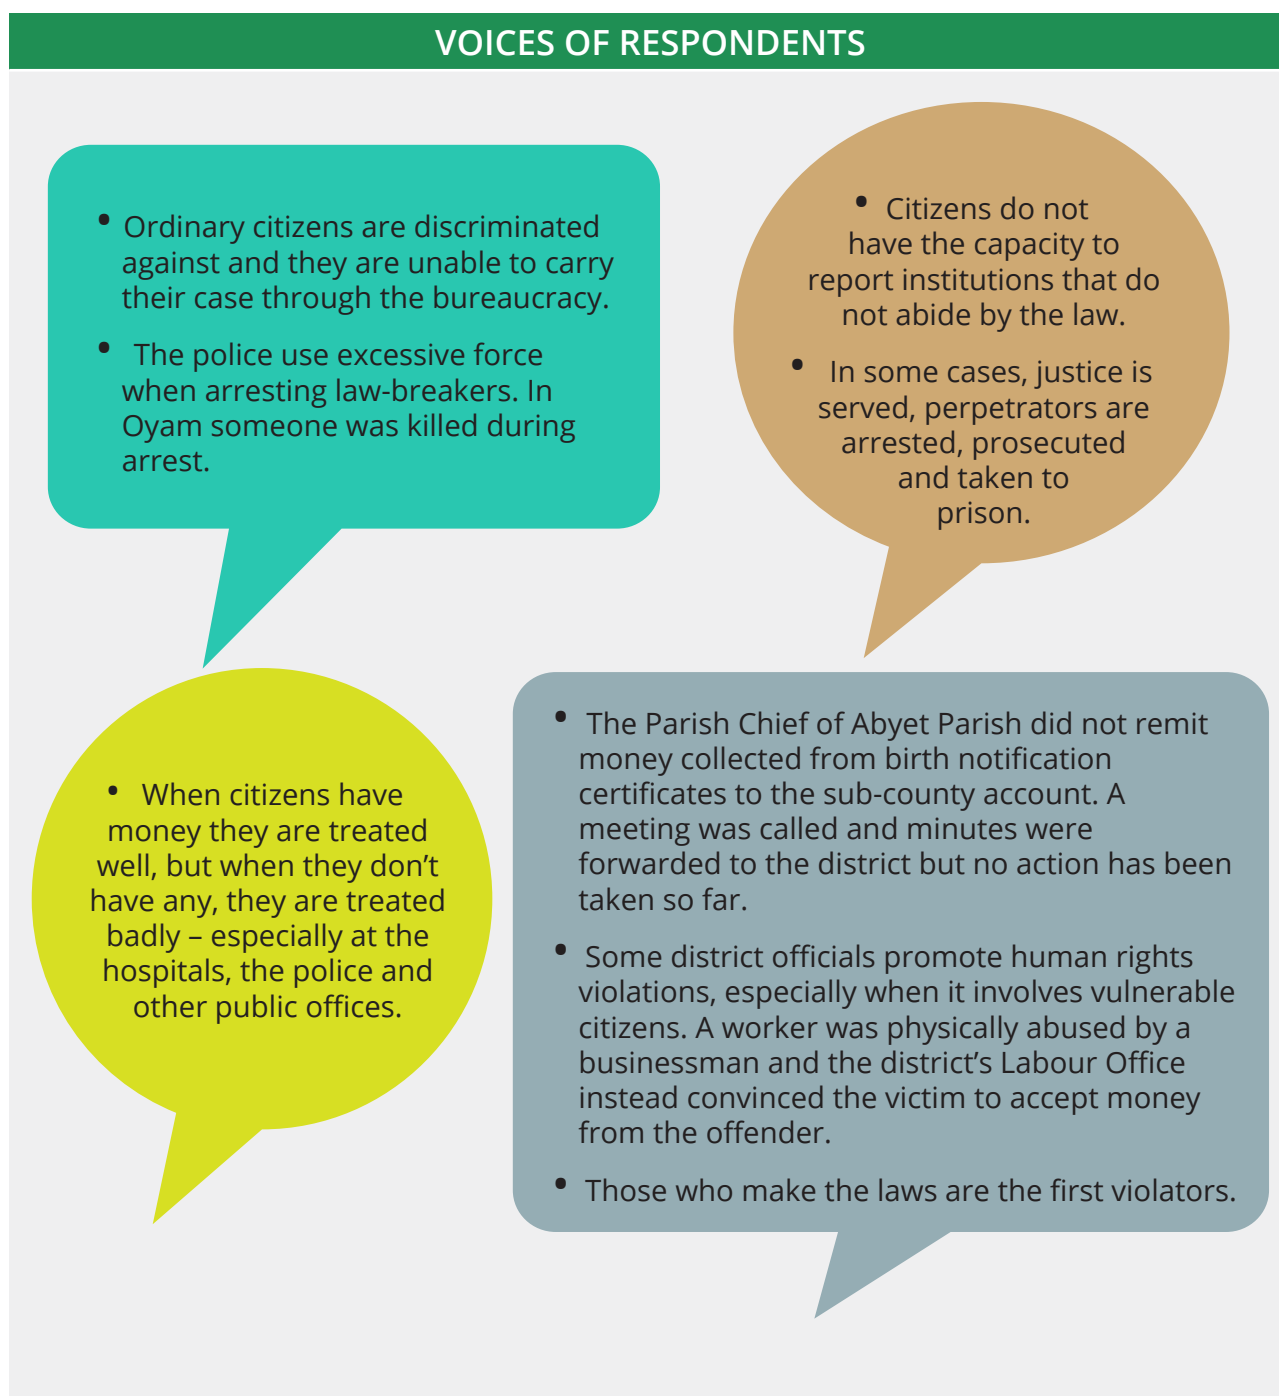 VOICES OF RESPONDENTS
• Ordinary citizens are discriminated
against and they are unable to carry
their case through the bureaucracy.
• The police use excessive force
when arresting law-breakers. In
Oyam someone was killed during
arrest.
• Citizens do not
have the capacity to
report institutions that do
not abide by the law.
• In some cases, justice is
served, perpetrators are
arrested, prosecuted
and taken to
prison.
• When citizens have
money they are treated
well, but when they don’t
have any, they are treated
badly – especially at the
hospitals, the police and
other public offices.
• The Parish Chief of Abyet Parish did not remit
money collected from birth notification
certificates to the sub-county account. A
meeting was called and minutes were
forwarded to the district but no action has been
taken so far.
• Some district officials promote human rights
violations, especially when it involves vulnerable
citizens. A worker was physically abused by a
businessman and the district’s Labour Office
instead convinced the victim to accept money
from the offender.
• Those who make the laws are the first violators.